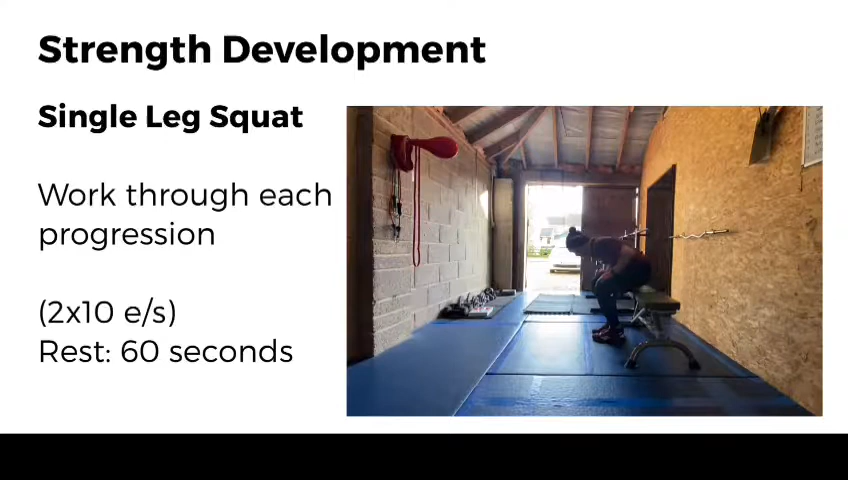 Strength Development
Single Leg Squat
Work through each
progression
(2x10 e/s)
Rest: 60 seconds